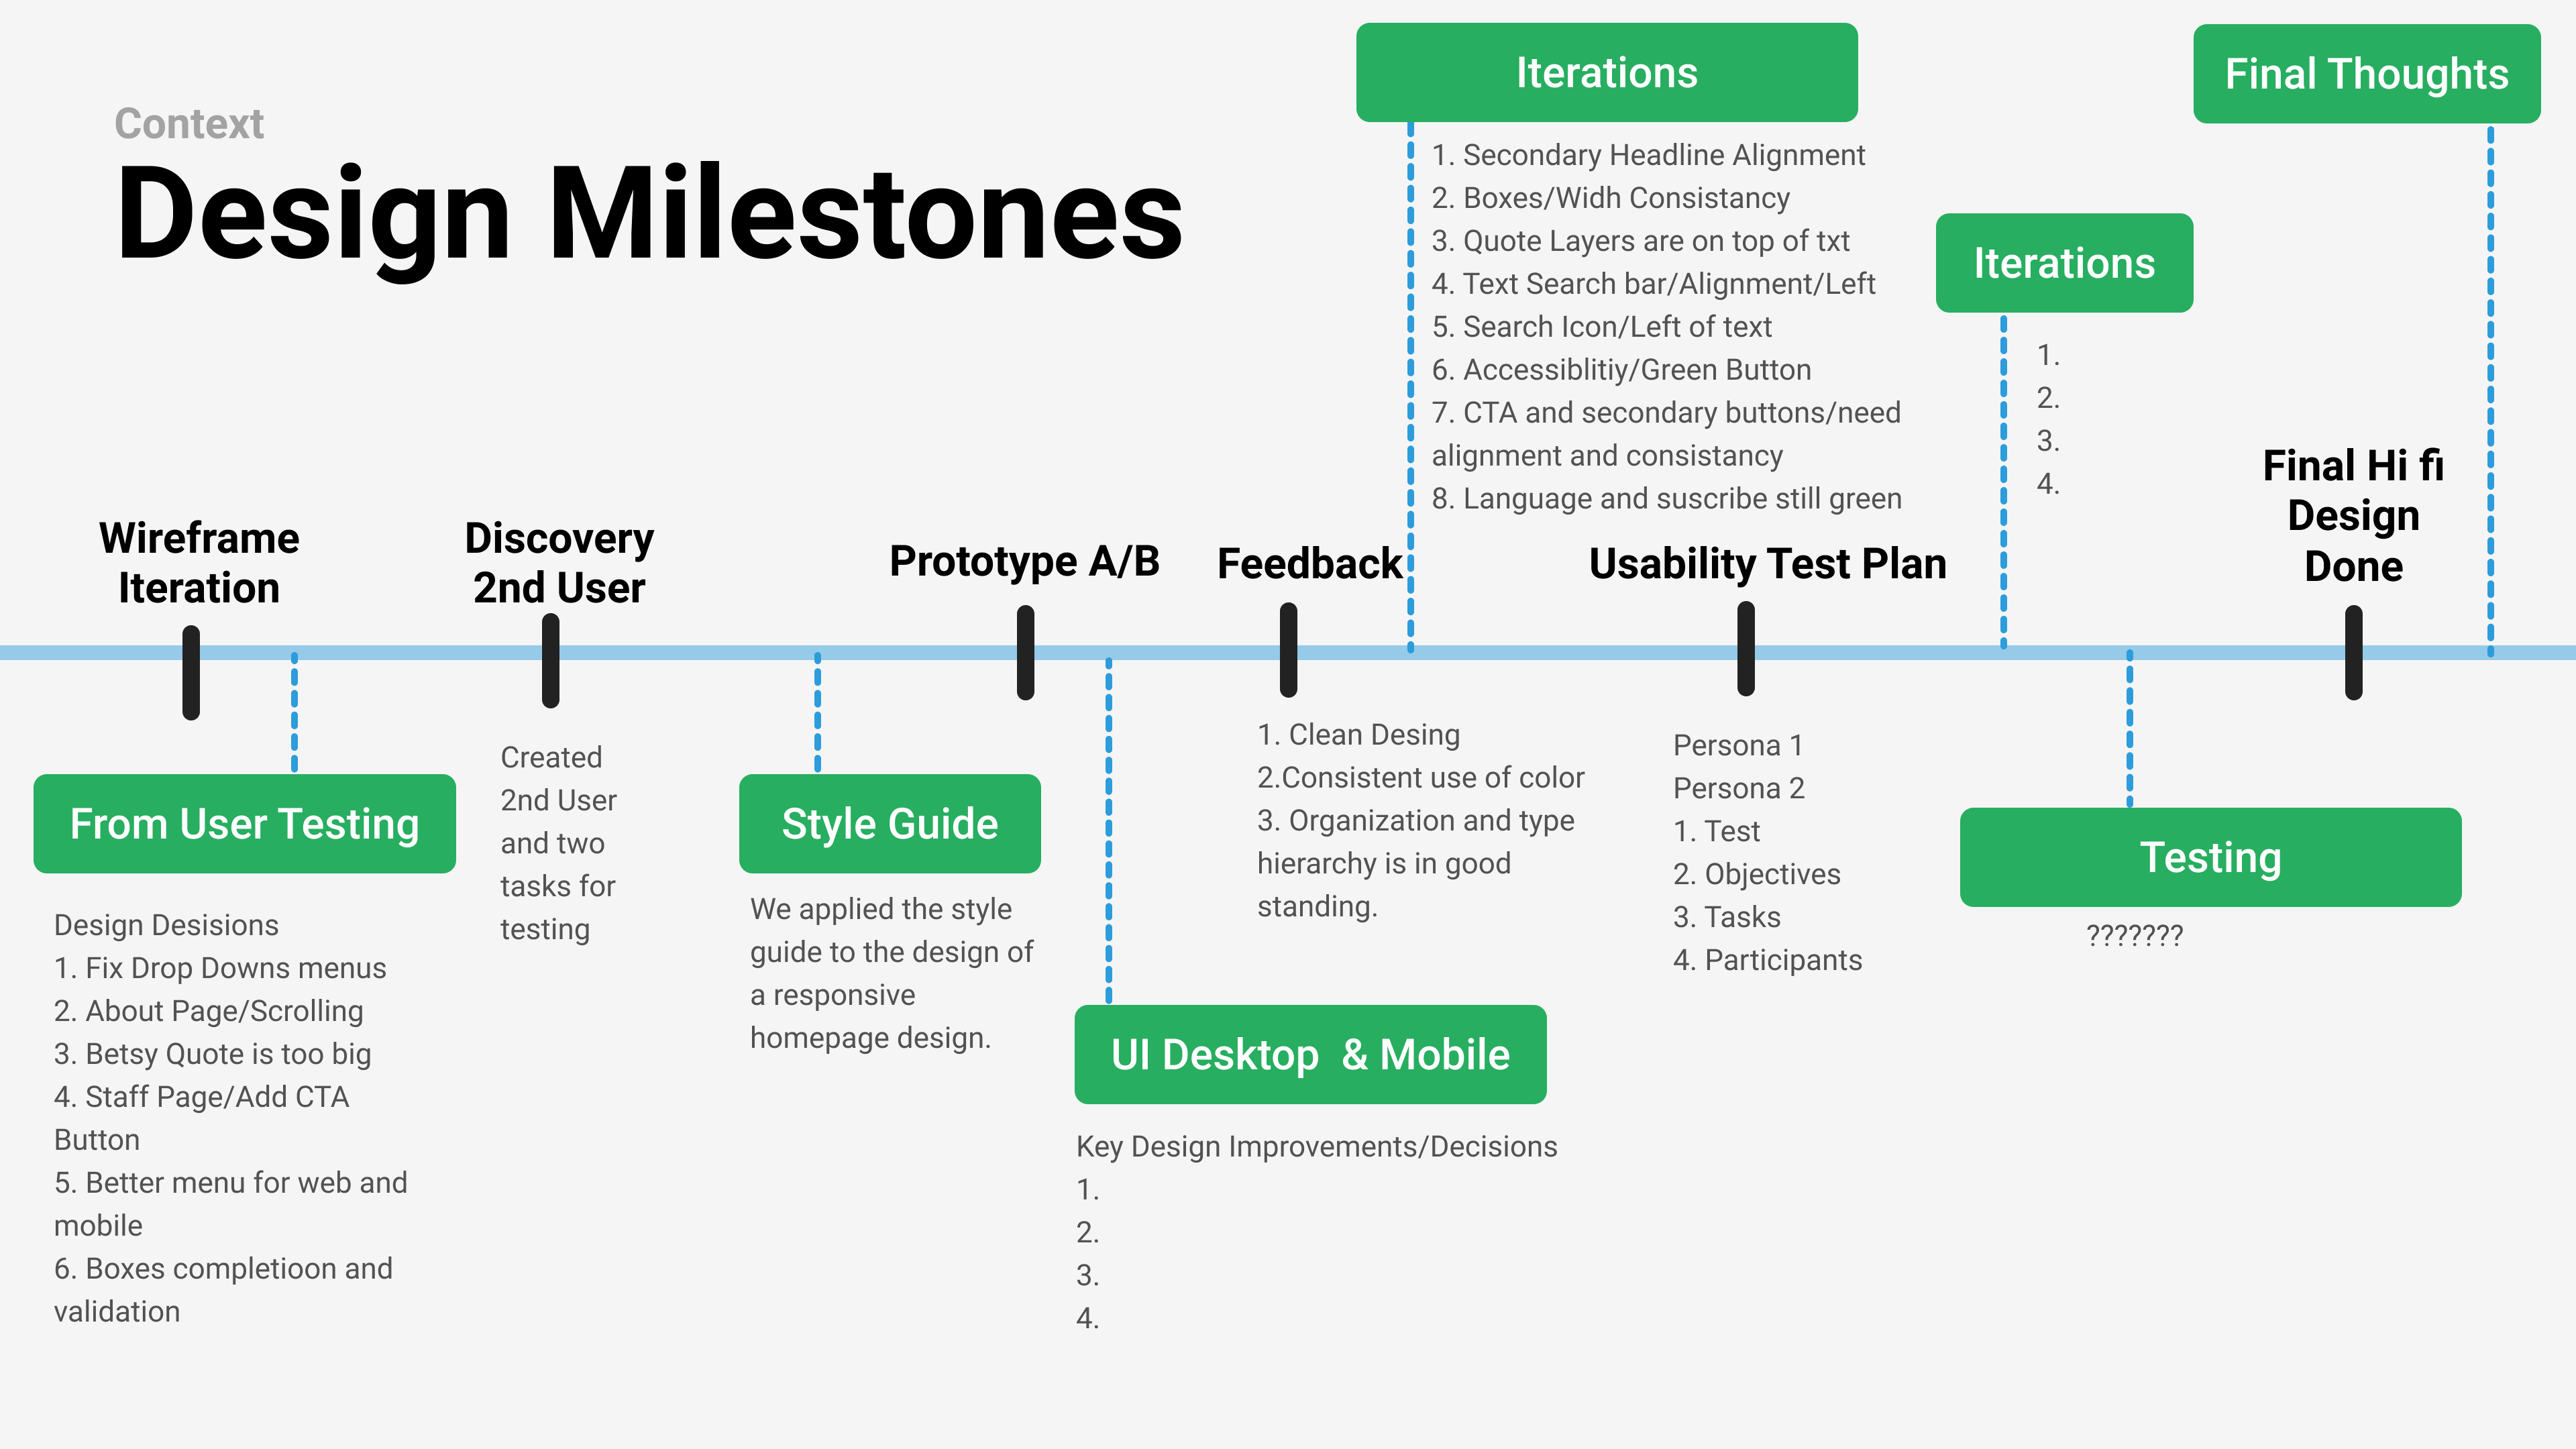 Context
Design Milestones
Iterations
1. Secondary Headline Alignment
2. Boxes/Widh Consistancy
3. Quote Layers are on top of txt
4. Text Search bar/Alignment/Left
5. Search Icon/Left of text
6. Accessiblitiy/Green Button
7. CTA and secondary buttons/need
alignment and consistancy
8. Language and suscribe still green
Iterations
1.
2.
3.
4.
Final Thoughts
Wireframe
Iteration
Discovery
2nd User
Prototype A/B
Feedback
Usability Test Plan
Final Hi fi
Design
Done
From User Testing
Design Desisions
1. Fix Drop Downs menus
2. About Page/Scrolling
3. Betsy Quote is too big
4. Staff Page/Add CTA
Button
5. Better menu for web and
mobile
6. Boxes completioon and
validation
Created
2nd User
and two
tasks for
testing
Style Guide
We applied the style
guide to the design of
a responsive
homepage design.
UI Desktop  & Mobile
Key Design Improvements/Decisions
1.
2.
3.
4.
1. Clean Desing
2.Consistent use of color
3. Organization and type
hierarchy is in good
standing.
Persona 1
Persona 2
1. Test
2. Objectives
3. Tasks
4. Participants
Testing
???????